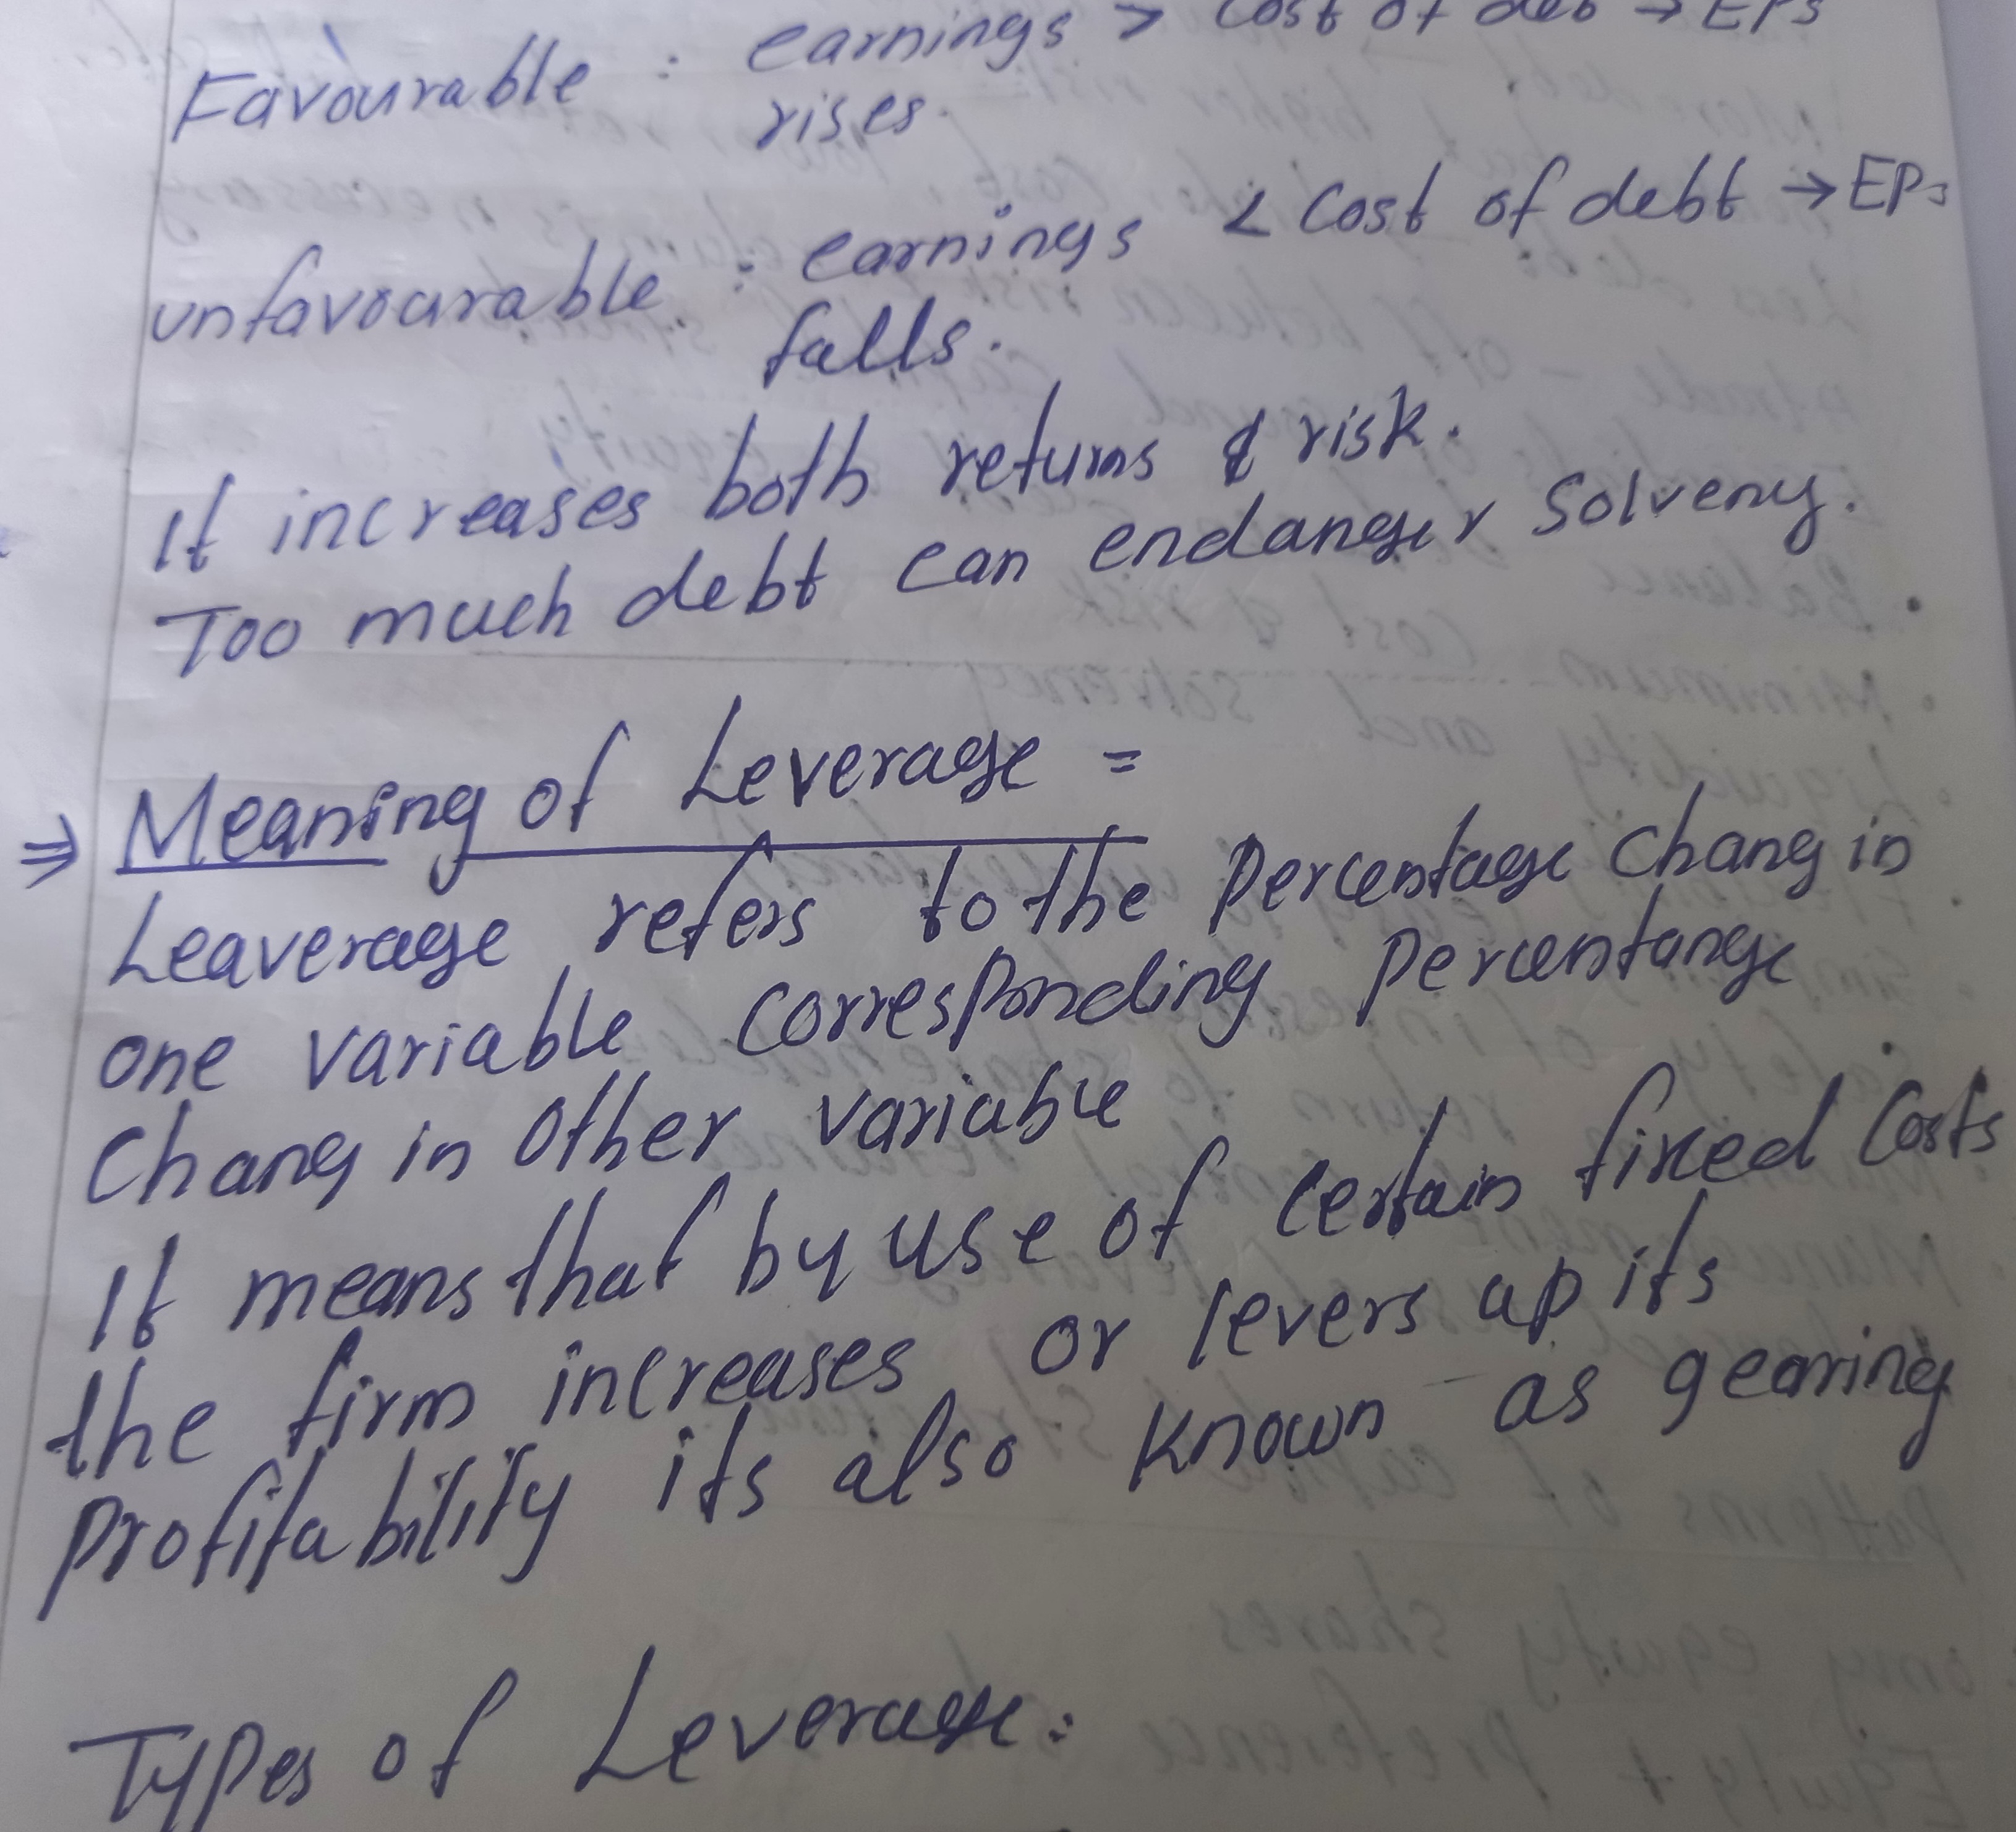 Favourable : earnings > cost of deb → EPS
rises.
unfavourable : earnings < Cost of debt → EPs
falls.
It increases both returns & risk.
Too much debt can endanger Solveny.
⇒ Meaning of Leverage =
Leaverage refers to the percentage Chang in
one variable corresponding percentange
Chang in Other variable
It means that by use of certain fixed Costs
the firm increases or levers up its
profitability its also known as gearing
Types of Leverage: